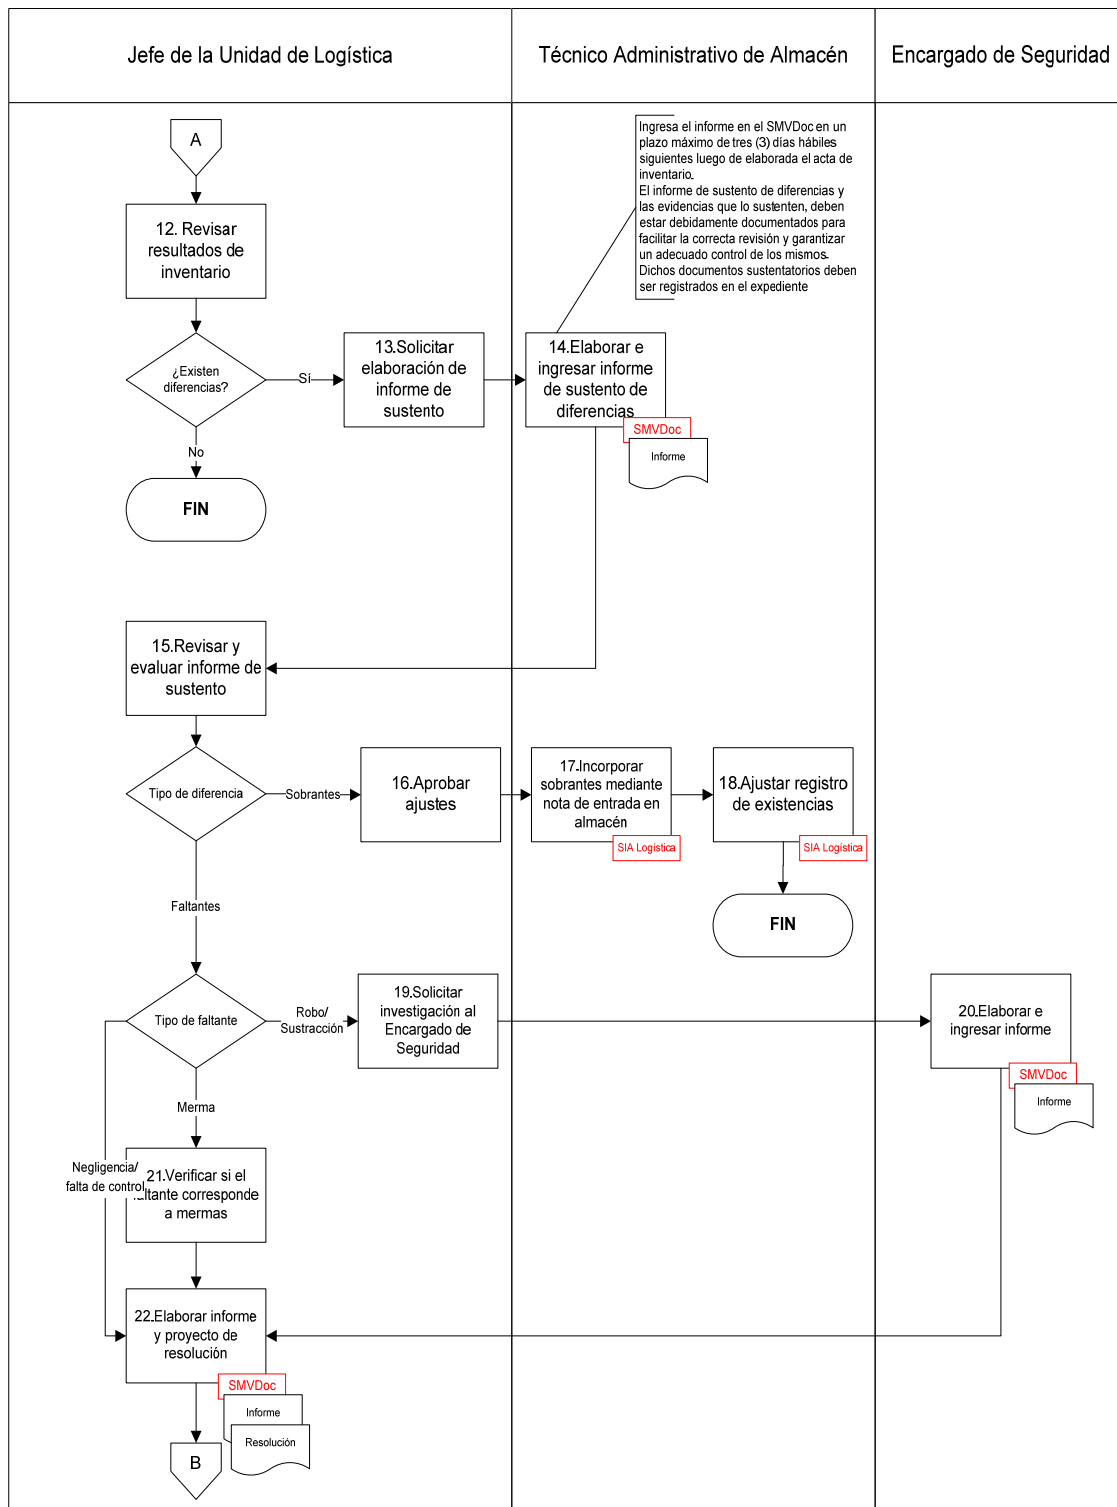 Jefe de la Unidad de Logística
Técnico Administrativo de Almacén
Encargado de Seguridad
A
Ingresa el informe en el SMVDoc en un
plazo máximo de tres (3) días hábiles
siguientes luego de elaborada el acta de
inventario.
El informe de sustento de diferencias y
las evidencias que lo sustenten, deben
estar debidamente documentados para
facilitar la correcta revisión y garantizar
un adecuado control de los mismos.
Dichos documentos sustentatorios deben
ser registrados en el expediente
12. Revisar
resultados de
inventario
¿Existen
diferencias?
Sí
No
FIN
13.Solicitar
elaboración de
informe de
sustento
14.Elaborar e
ingresar informe
de sustento de
diferencias
SMVDoc
Informe
15.Revisar y
evaluar informe de
sustento
Tipo de diferencia
Sobrantes
Faltantes
16.Aprobar
ajustes
17.Incorporar
sobrantes mediante
nota de entrada en
almacén
SIA Logística
18.Ajustar registro
de existencias
SIA Logística
FIN
Tipo de faltante
Robo/
Sustracción
19.Solicitar
investigación al
Encargado de
Seguridad
20.Elaborar e
ingresar informe
SMVDoc
Informe
Merma
Negligencia/
falta de control
21.Verificar si el
faltante corresponde
a mermas
22.Elaborar informe
y proyecto de
resolución
SMVDoc
Informe
Resolución
B